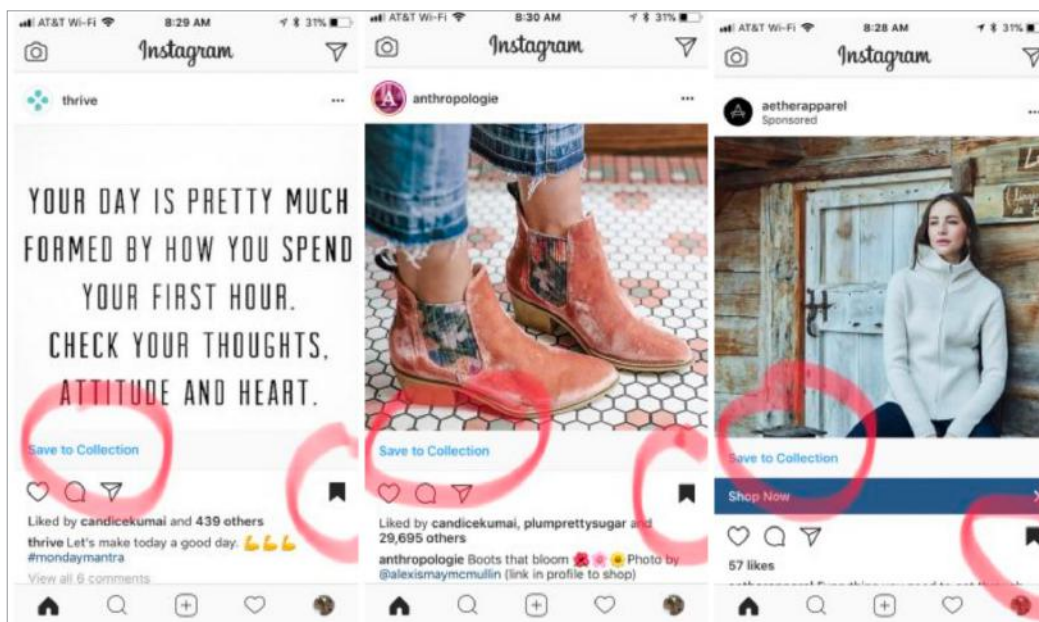 AT&T Wi-Fi 8:29 AM 31%
Instagram
thrive
YOUR DAY IS PRETTY MUCH
FORMED BY HOW YOU SPEND
YOUR FIRST HOUR.
CHECK YOUR THOUGHTS,
ATTITUDE AND HEART.
Save to Collection
Liked by candicekumai and 439 others
thrive Let's make today a good day. 💪💪💪
#mondaymantra
View all 6 comments
AT&T Wi-Fi 8:30 AM 31%
Instagram
A
anthropologie
Save to Collection
Liked by candicekumai, plumprettysugar and
29,695 others
anthropologie Boots that bloom 🌺🌸🌼 Photo by
@alexismaymcmullin (link in profile to shop)
AT&T Wi-Fi 8:28 AM 31%
Instagram
aetherapparel
Sponsored
Save to Collection
Shop Now
57 likes